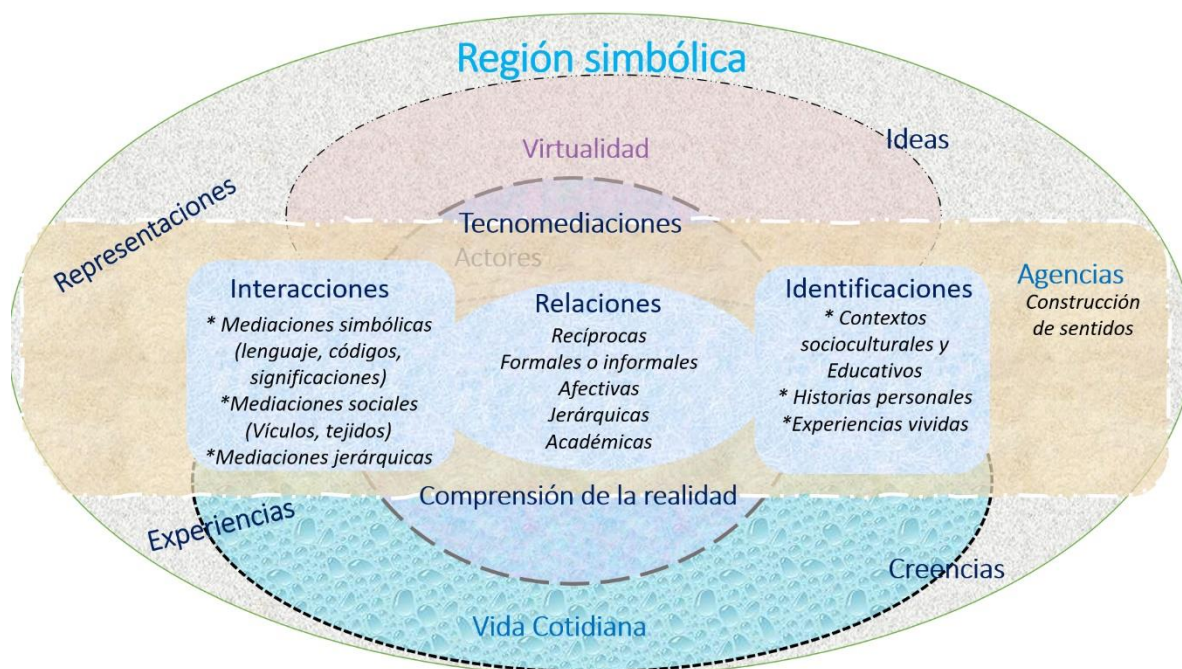 Región simbólica
Ideas
Virtualidad
Representaciones
Tecnomediaciones
Actores
Interacciones
* Mediaciones simbólicas
(lenguaje, códigos,
significaciones)
*Mediaciones sociales
(Vículos, tejidos)
*Mediaciones jerárquicas
Relaciones
Recíprocas
Formales o informales
Afectivas
Jerárquicas
Académicas
Identificaciones
* Contextos
socioculturales y
Educativos
* Historias personales
*Experiencias vividas
Agencias
Construcción
de sentidos
Comprensión de la realidad
Experiencias
Creencias
Vida Cotidiana